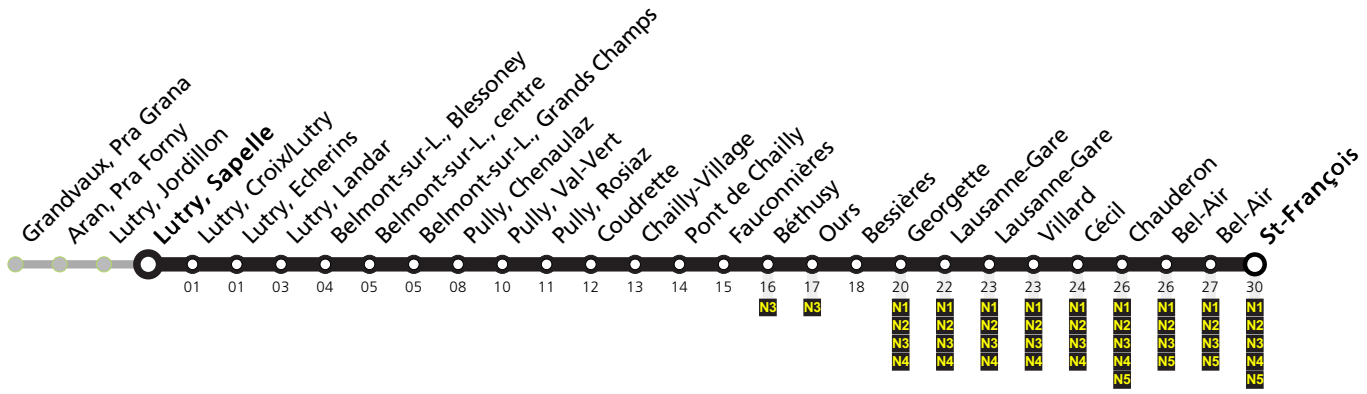 Grandvaux, Pra Grana
Aran, Pra Forny
Lutry, Jordillon
Lutry, Sapelle
Lutry, Croix/Lutry
Lutry, Echerins
Lutry, Landar
Belmont-sur-L., Blessoney
Belmont-sur-L., centre
Belmont-sur-L., Grands Champs
Pully, Chenaulaz
Pully, Val-Vert
Pully, Rosiaz
Coudrette
Chailly-Village
Pont de Chailly
Fauconnières
Béthusy
Ours
Bessières
Georgette
Lausanne-Gare
Lausanne-Gare
Villard
Cécil
Chauderon
Bel-Air
Bel-Air
St-François
01 01 03 04 05 05 08 10 11 12 13 14 15 16 17 18 20 22 23 23 24 26 26 27 30
N3 N3 N1 N1 N1 N1 N1 N1 N1 N1 N1
N2 N2 N2 N2 N2 N2 N2 N2 N2
N3 N3 N3 N3 N3 N3 N3 N3 N3
N4 N4 N4 N4 N4 N4 N5 N5 N4
N5 N5